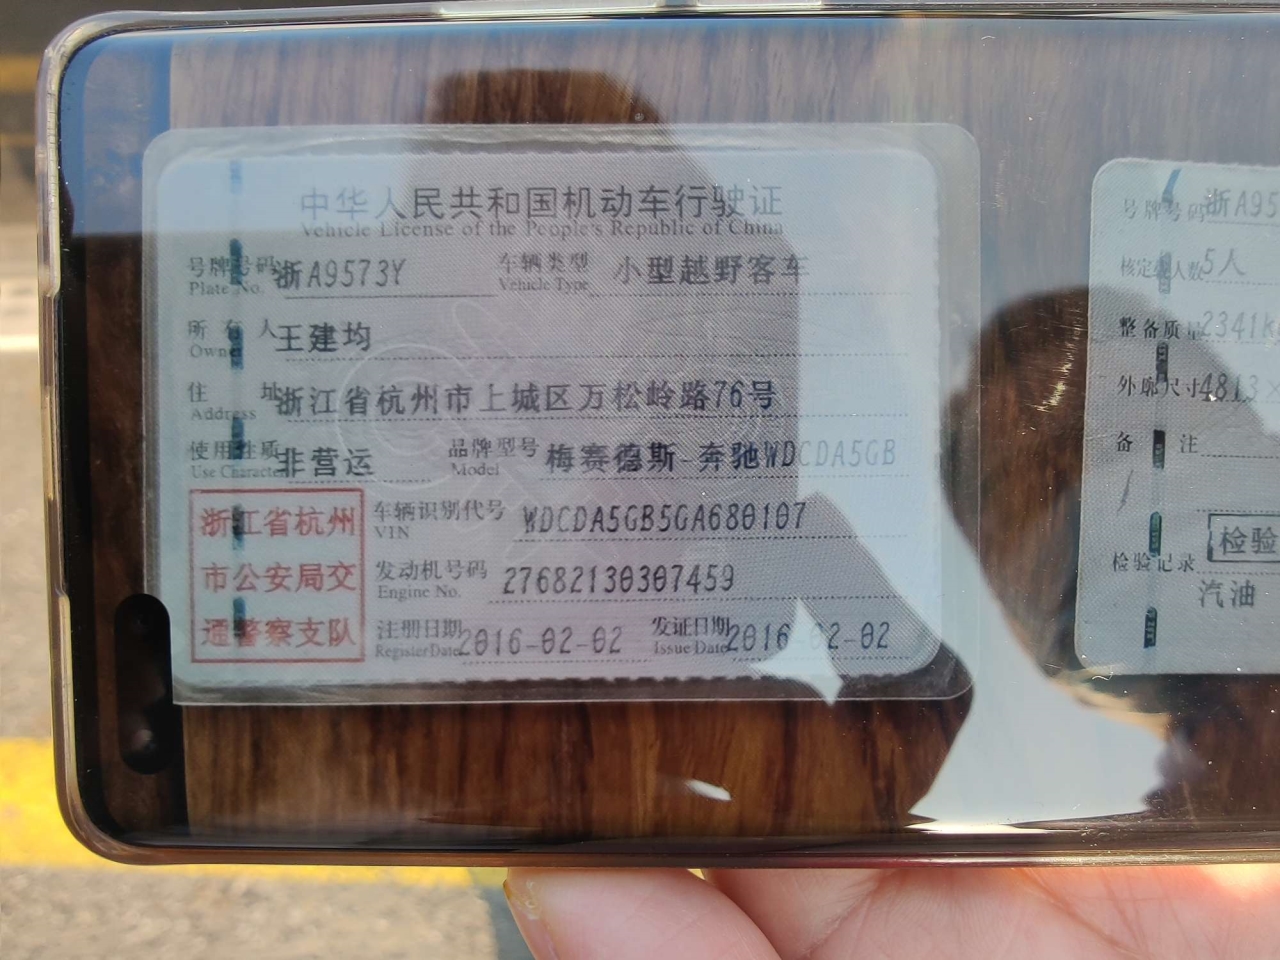 中华人民共和国机动车行驶证
Vehicle License of the People's Republic of China
号牌号码 浙A9573Y 车辆类型 小型越野客车
Plate No. Vehicle Type
所有人 王建均
Owner
住址 浙江省杭州市上城区万松岭路76号
Address
使用性质 非营运 品牌型号 梅赛德斯-奔驰WDCDA5GB
Use Character Model
浙江省杭州
市公安局交
通警察支队
车辆识别代号 WDCDA5GB5GA680107
VIN
发动机号码 27682130307459
Engine No.
注册日期 2016-02-02 发证日期 2016-02-02
Register Date Issue Date
号牌号码 浙A95
核定载人数 5人
整备质量 2341k
外廓尺寸 4813×
备注
检验
检验记录
汽油